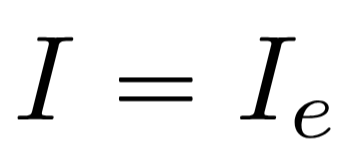 I = I_e